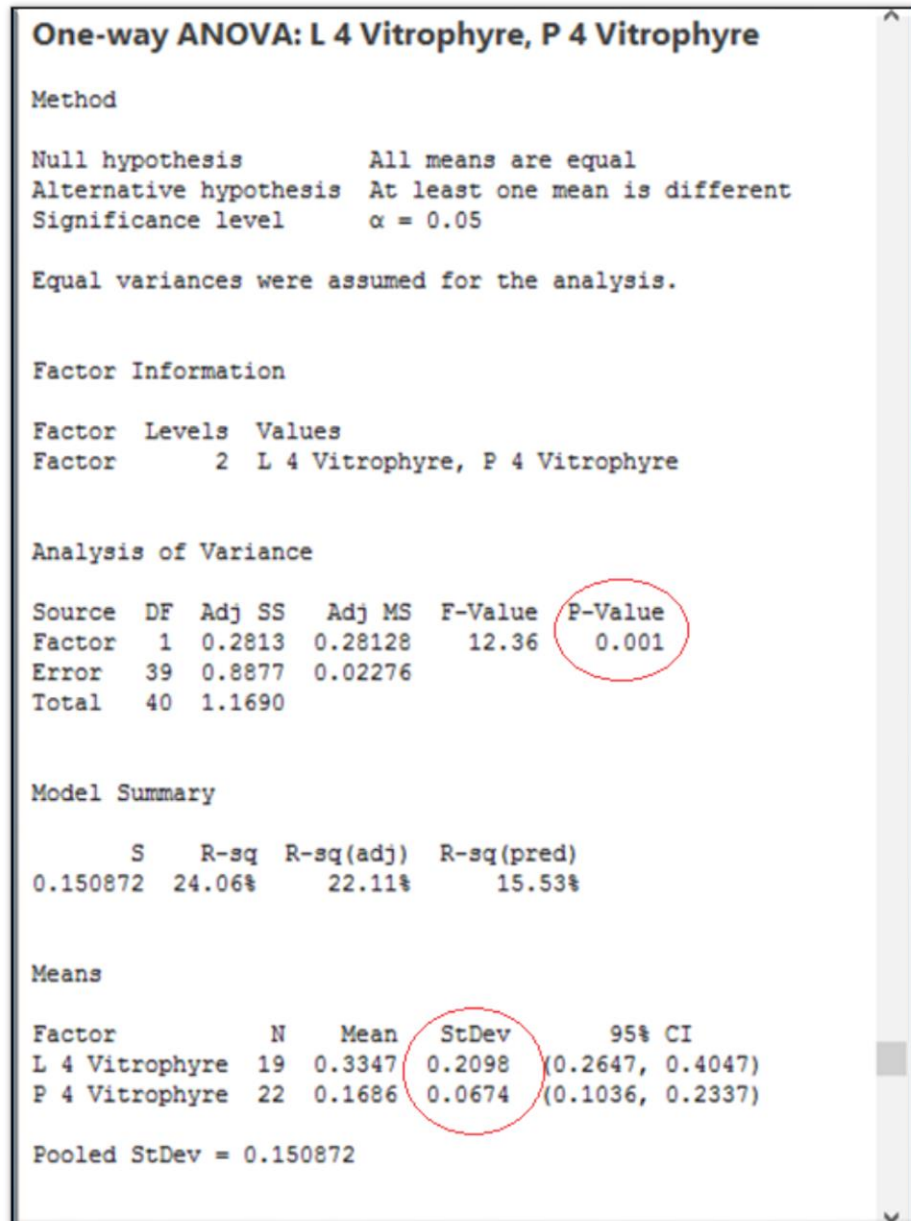 One-way ANOVA: L 4 Vitrophyre, P 4 Vitrophyre
Method
Null hypothesis All means are equal
Alternative hypothesis At least one mean is different
Significance level α = 0.05
Equal variances were assumed for the analysis.
Factor Information
Factor Levels Values
Factor 2 L 4 Vitrophyre, P 4 Vitrophyre
Analysis of Variance
Source DF Adj SS Adj MS F-Value P-Value
Factor 1 0.2813 0.28128 12.36 0.001
Error 39 0.8877 0.02276
Total 40 1.1690
Model Summary
S R-sq R-sq(adj) R-sq(pred)
0.150872 24.06% 22.11% 15.53%
Means
Factor N Mean StDev 95% CI
L 4 Vitrophyre 19 0.3347 0.2098 (0.2647, 0.4047)
P 4 Vitrophyre 22 0.1686 0.0674 (0.1036, 0.2337)
Pooled StDev = 0.150872